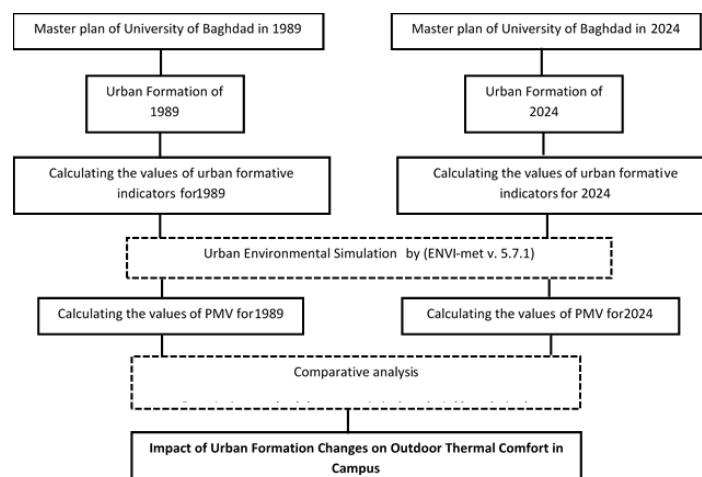 Master plan of University of Baghdad in 1989
Master plan of University of Baghdad in 2024
Urban Formation of
1989
Urban Formation of
2024
Calculating the values of urban formative
indicators for1989
Calculating the values of urban formative
indicators for 2024
Urban Environmental Simulation by (ENVI-met v. 5.7.1)
Calculating the values of PMV for1989
Calculating the values of PMV for2024
Comparative analysis
Impact of Urban Formation Changes on Outdoor Thermal Comfort in
Campus